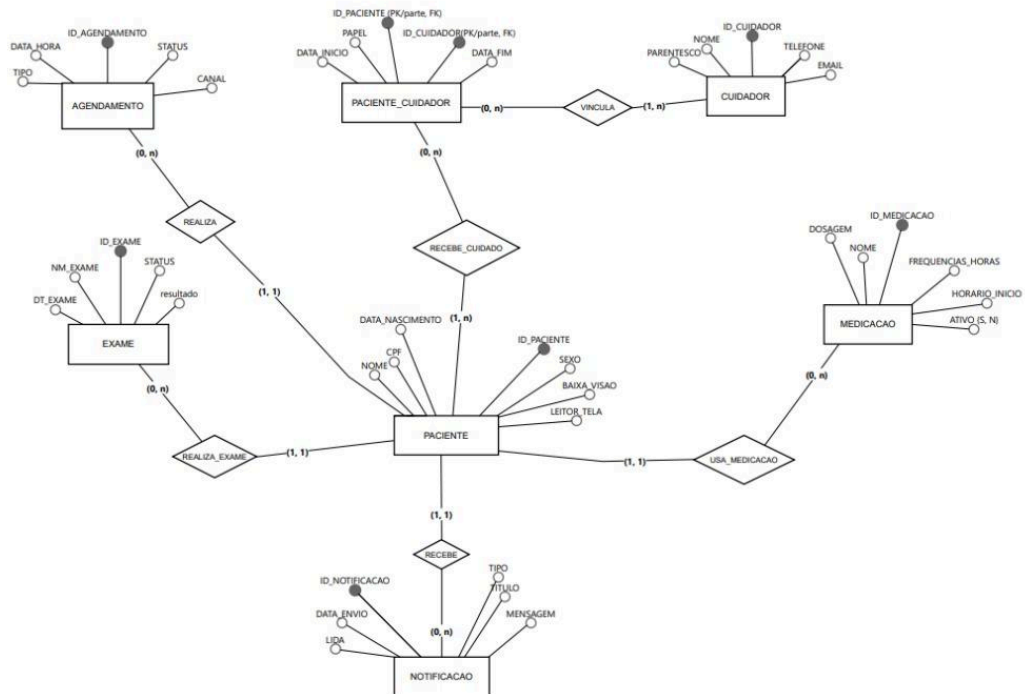 ID_AGENDAMENTO
DATA_HORA
STATUS
TIPO
CANAL
AGENDAMENTO
(0, n)
REALIZA
(1, 1)
ID_PACIENTE (PK/parte, FK)
PAPEL
ID_CUIDADOR(PK/parte, FK)
DATA_INICIO
DATA_FIM
PACIENTE_CUIDADOR
(0, n)
VINCULA
(1, n)
ID_CUIDADOR
NOME
PARENTESCO
TELEFONE
EMAIL
CUIDADOR
(0, n)
RECEBE_CUIDADO
(1, n)
ID_EXAME
NM_EXAME
STATUS
DT_EXAME
resultado
EXAME
(0, n)
REALIZA_EXAME
(1, 1)
DATA_NASCIMENTO
CPF
NOME
ID_PACIENTE
SEXO
BAIXA_VISAO
LEITOR_TELA
PACIENTE
ID_MEDICACAO
DOSAGEM
NOME
FREQUENCIAS_HORAS
HORARIO_INICIO
ATIVO (S, N)
MEDICACAO
(0, n)
USA_MEDICACAO
(1, 1)
(1, 1)
RECEBE
(0, n)
ID_NOTIFICACAO
DATA_ENVIO
LIDA
TIPO
TITULO
MENSAGEM
NOTIFICACAO